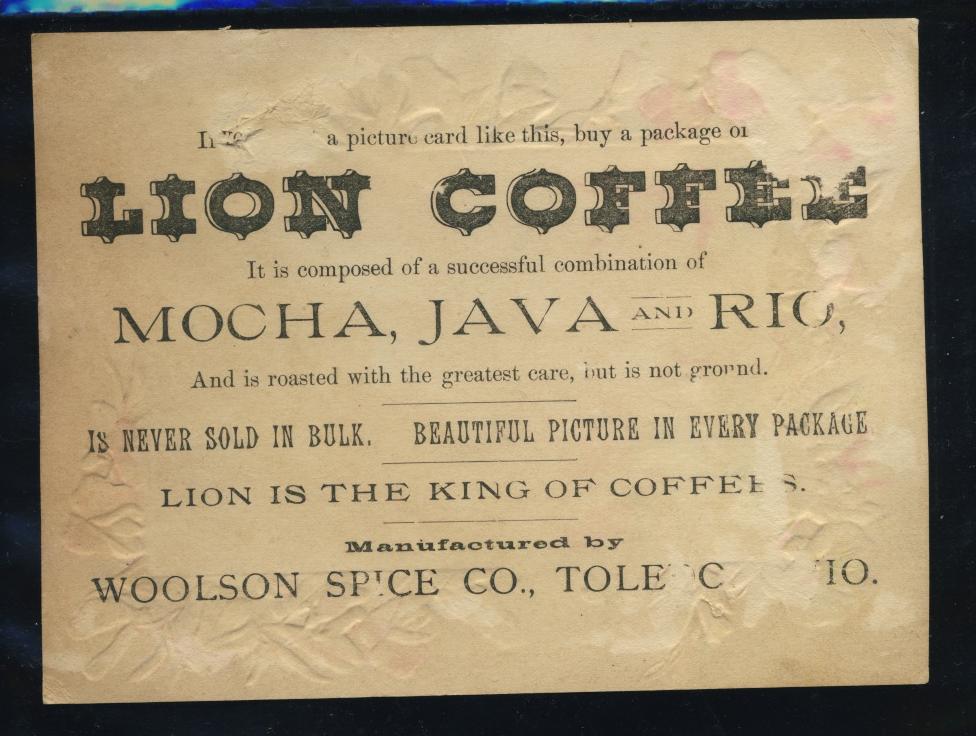 a picture card like this, buy a package of
LION COFFEE
It is composed of a successful combination of
MOCHA, JAVA AND RIO,
And is roasted with the greatest care, but is not ground.
IS NEVER SOLD IN BULK. BEAUTIFUL PICTURE IN EVERY PACKAGE
LION IS THE KING OF COFFEES.
Manufactured by
WOOLSON SPICE CO., TOLEDO